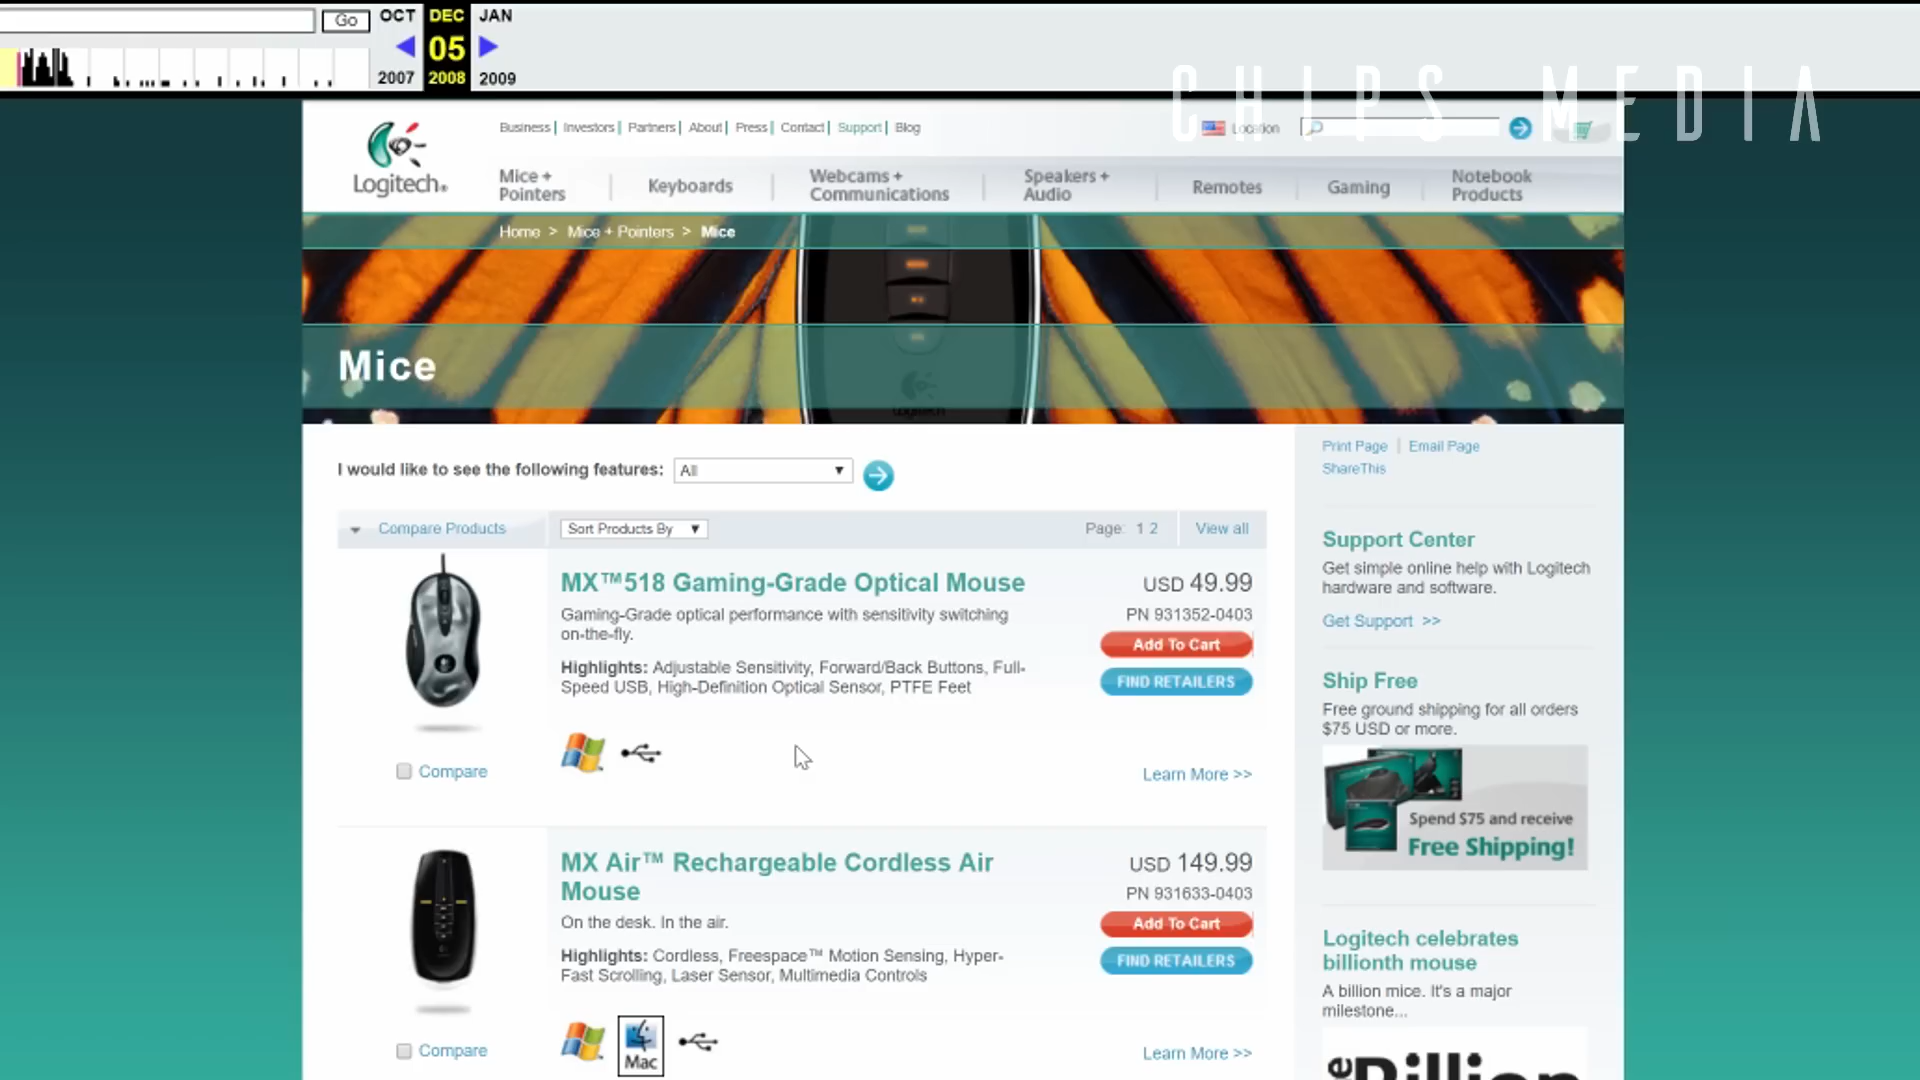 Go
OCT DEC JAN
05
2007 2008 2009
CHIPS MEDIA
Business | Investors | Partners | About | Press | Contact | Support | Blog
Location
Logitech
Mice +
Pointers
Keyboards
Webcams +
Communications
Speakers +
Audio
Remotes
Gaming
Notebook
Products
Home > Mice + Pointers > Mice
Mice
Logitech
I would like to see the following features: All
Print Page | Email Page
ShareThis
Compare Products
Sort Products By
Page: 1 2
View all
MX™518 Gaming-Grade Optical Mouse
Gaming-Grade optical performance with sensitivity switching
on-the-fly.
Highlights: Adjustable Sensitivity, Forward/Back Buttons, Full-
Speed USB, High-Definition Optical Sensor, PTFE Feet
USD 49.99
PN 931352-0403
Add To Cart
FIND RETAILERS
Compare
Learn More >>
MX Air™ Rechargeable Cordless Air
Mouse
On the desk. In the air.
Highlights: Cordless, Freespace™ Motion Sensing, Hyper-
Fast Scrolling, Laser Sensor, Multimedia Controls
USD 149.99
PN 931633-0403
Add To Cart
FIND RETAILERS
Compare
Mac
Learn More >>
Support Center
Get simple online help with Logitech
hardware and software.
Get Support >>
Ship Free
Free ground shipping for all orders
$75 USD or more.
Spend $75 and receive
Free Shipping!
Logitech celebrates
billionth mouse
A billion mice. It's a major
milestone...
Billion